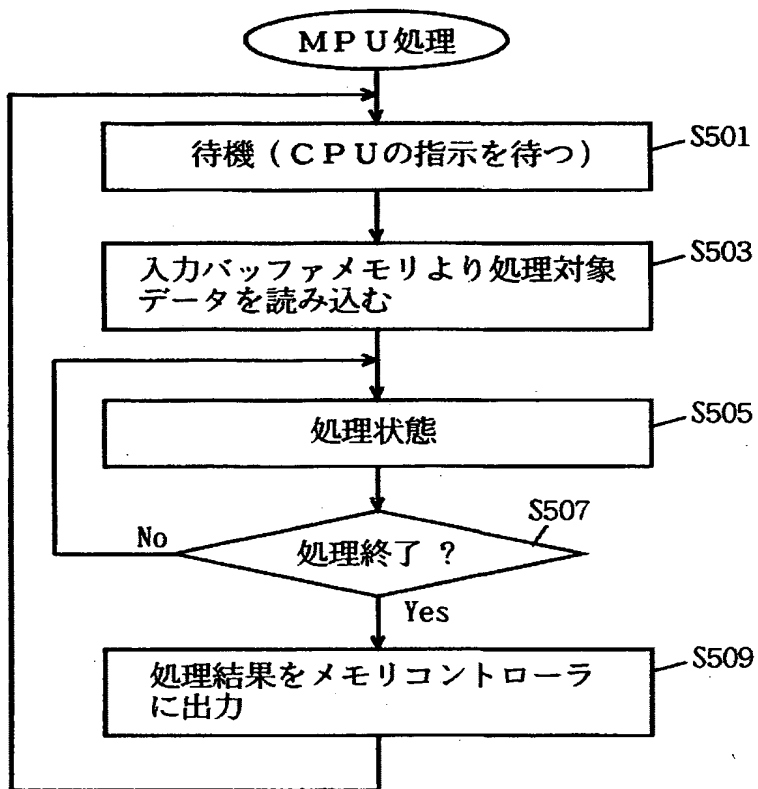 MPU処理
待機(CPUの指示を待つ)
S501
入力バッファメモリより処理対象
データを読み込む
S503
処理状態
S505
S507
No
処理終了 ?
Yes
処理結果をメモリコントローラ
に出力
S509